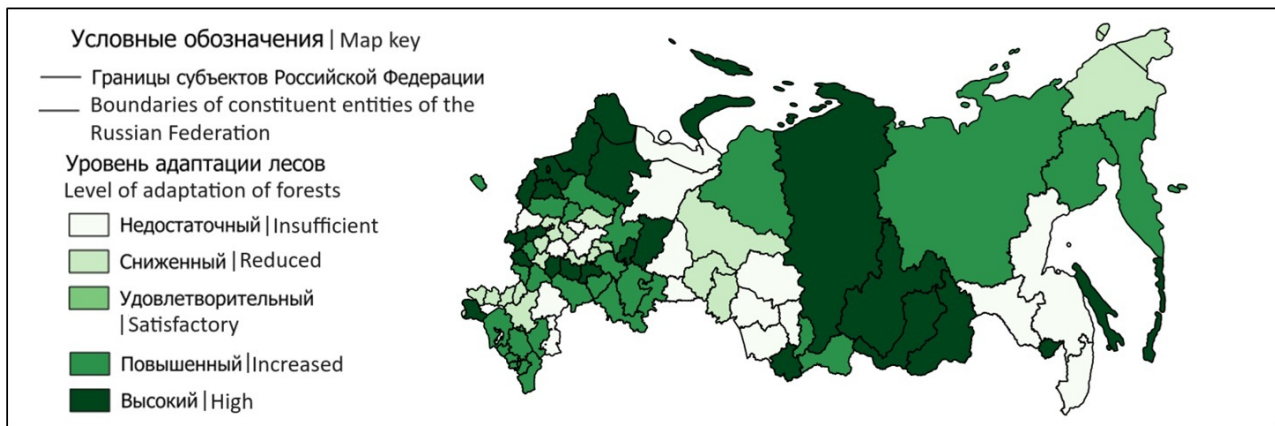 Условные обозначения | Map key
Границы субъектов Российской Федерации
Boundaries of constituent entities of the
Russian Federation
Уровень адаптации лесов
Level of adaptation of forests
Недостаточный | Insufficient
Сниженный | Reduced
Удовлетворительный
| Satisfactory
Повышенный | Increased
Высокий | High